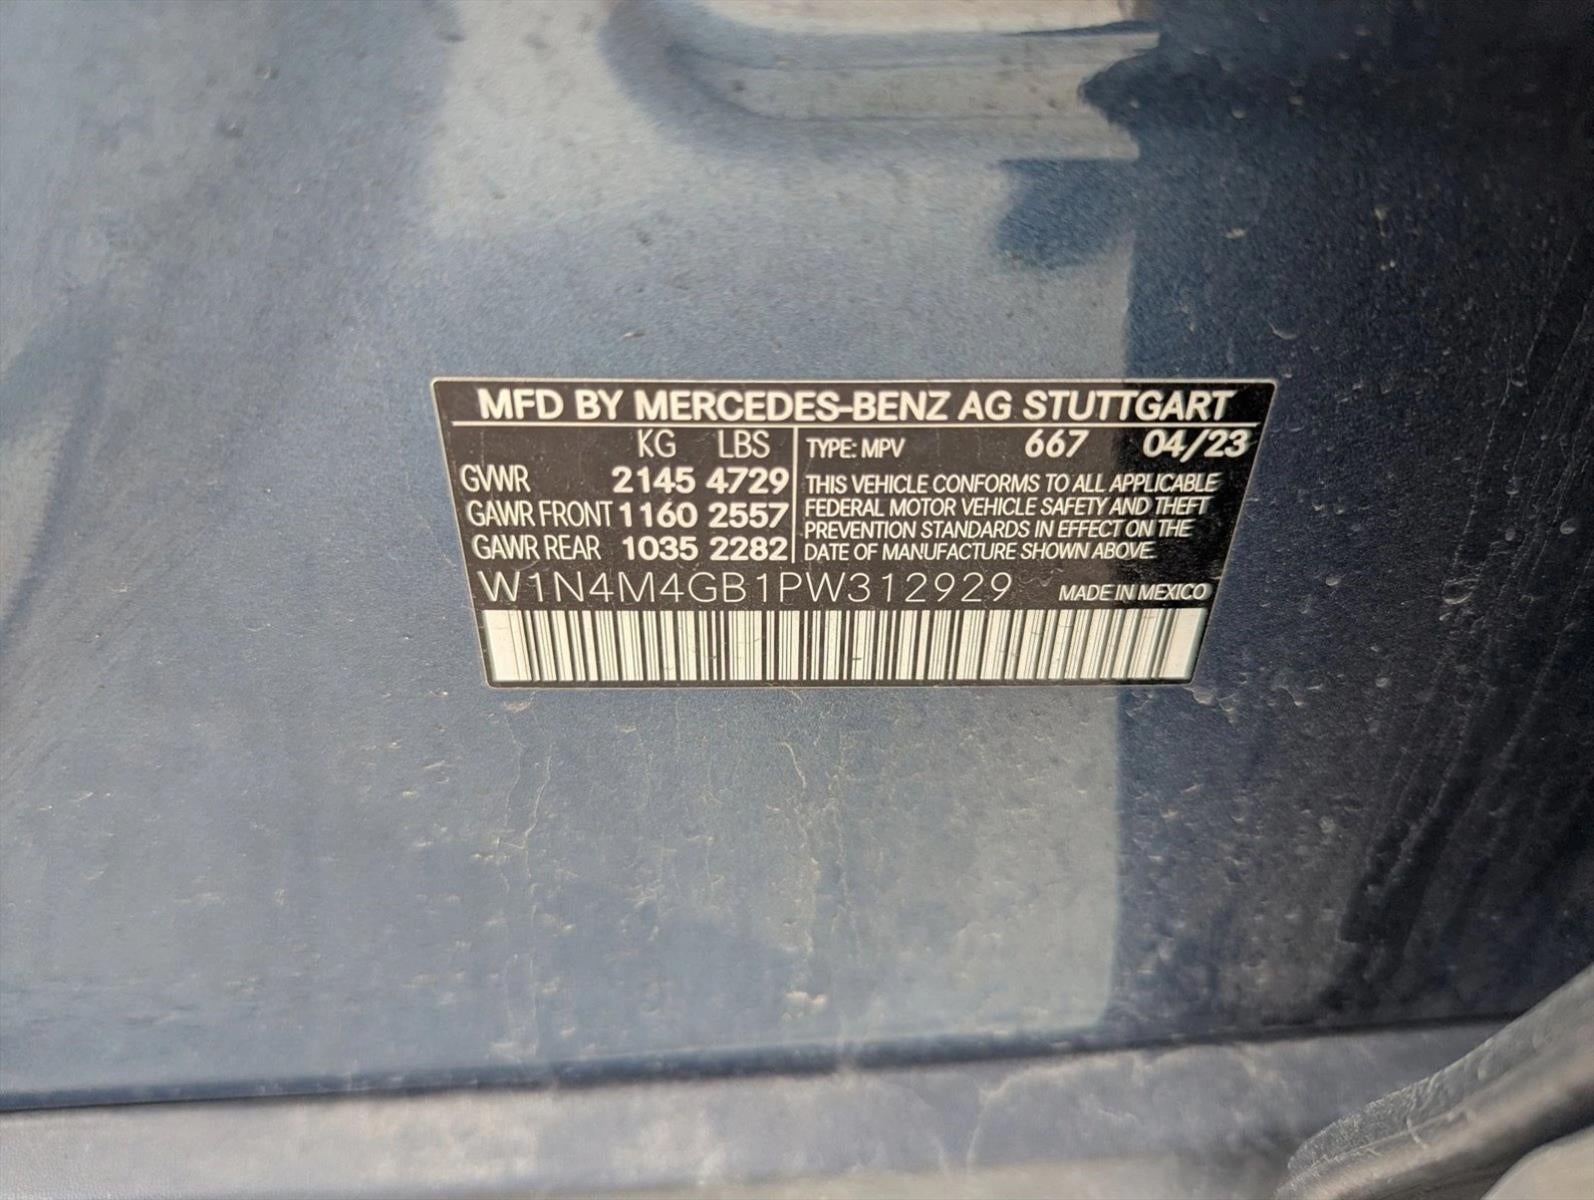 MFD BY MERCEDES-BENZ AG STUTTGART
KG LBS
GVWR 2145 4729
GAWR FRONT 1160 2557
GAWR REAR 1035 2282
TYPE: MPV 667 04/23
THIS VEHICLE CONFORMS TO ALL APPLICABLE
FEDERAL MOTOR VEHICLE SAFETY AND THEFT
PREVENTION STANDARDS IN EFFECT ON THE
DATE OF MANUFACTURE SHOWN ABOVE.
W1N4M4GB1PW312929 MADE IN MEXICO